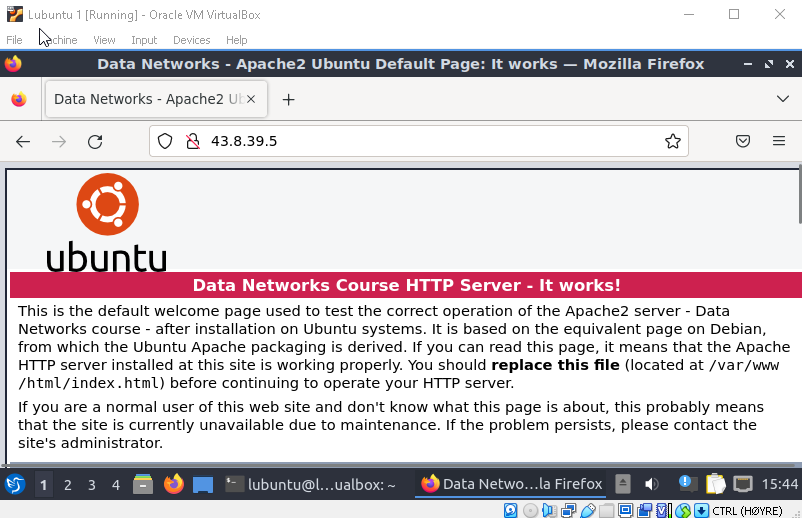 Lubuntu 1 [Running] - Oracle VM VirtualBox
File Machine View Input Devices Help
Data Networks - Apache2 Ubuntu Default Page: It works — Mozilla Firefox
Data Networks - Apache2 Ub
43.8.39.5
ubuntu
Data Networks Course HTTP Server - It works!
This is the default welcome page used to test the correct operation of the Apache2 server - Data
Networks course - after installation on Ubuntu systems. It is based on the equivalent page on Debian,
from which the Ubuntu Apache packaging is derived. If you can read this page, it means that the Apache
HTTP server installed at this site is working properly. You should replace this file (located at /var/www
/html/index.html) before continuing to operate your HTTP server.
If you are a normal user of this web site and don't know what this page is about, this probably means
that the site is currently unavailable due to maintenance. If the problem persists, please contact the
site's administrator.
1 2 3 4 lubuntu@l...ualbox: ~ Data Netwo...la Firefox 15:44
CTRL (HØYRE)